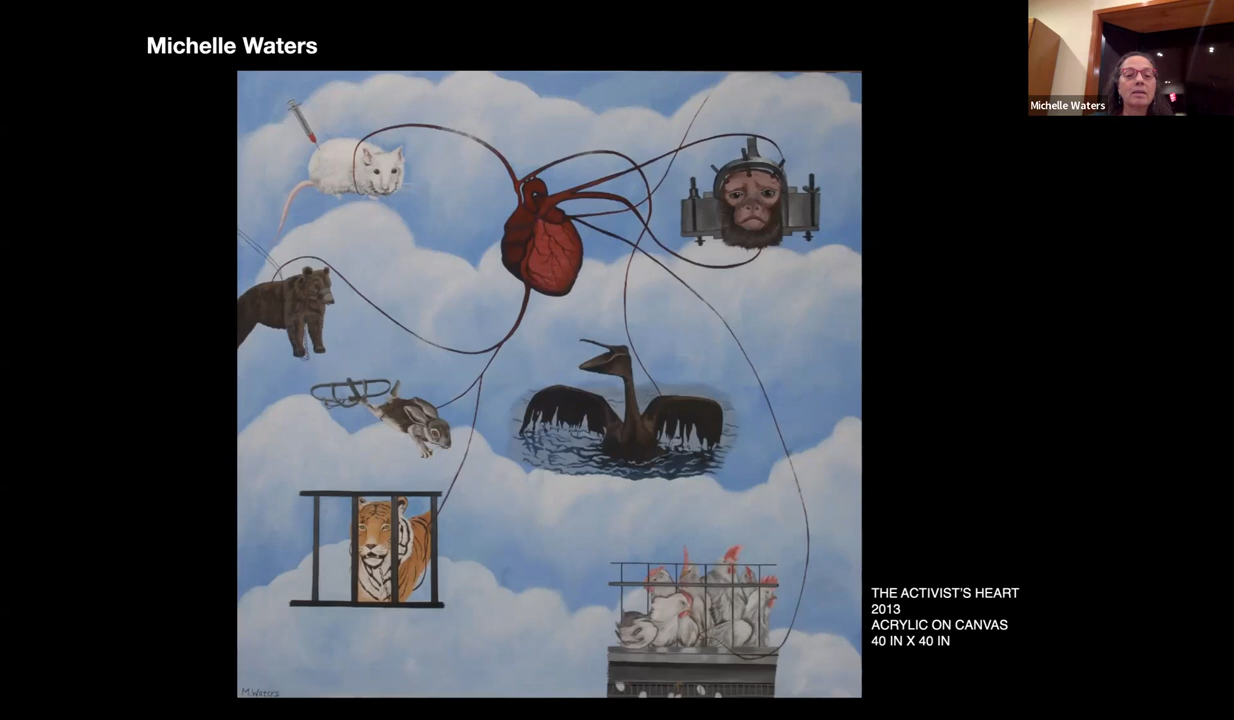 Michelle Waters
Michelle Waters
M.Waters
THE ACTIVIST'S HEART
2013
ACRYLIC ON CANVAS
40 IN X 40 IN